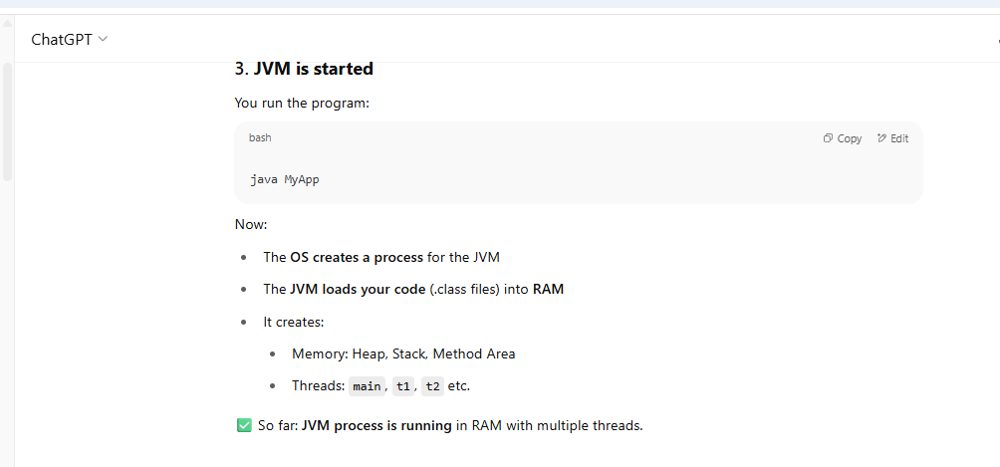 ChatGPT
3. JVM is started
You run the program:
bash
Copy
Edit
java MyApp
Now:
The OS creates a process for the JVM
The JVM loads your code (.class files) into RAM
It creates:
Memory: Heap, Stack, Method Area
Threads: main, t1, t2 etc.
✅ So far: JVM process is running in RAM with multiple threads.